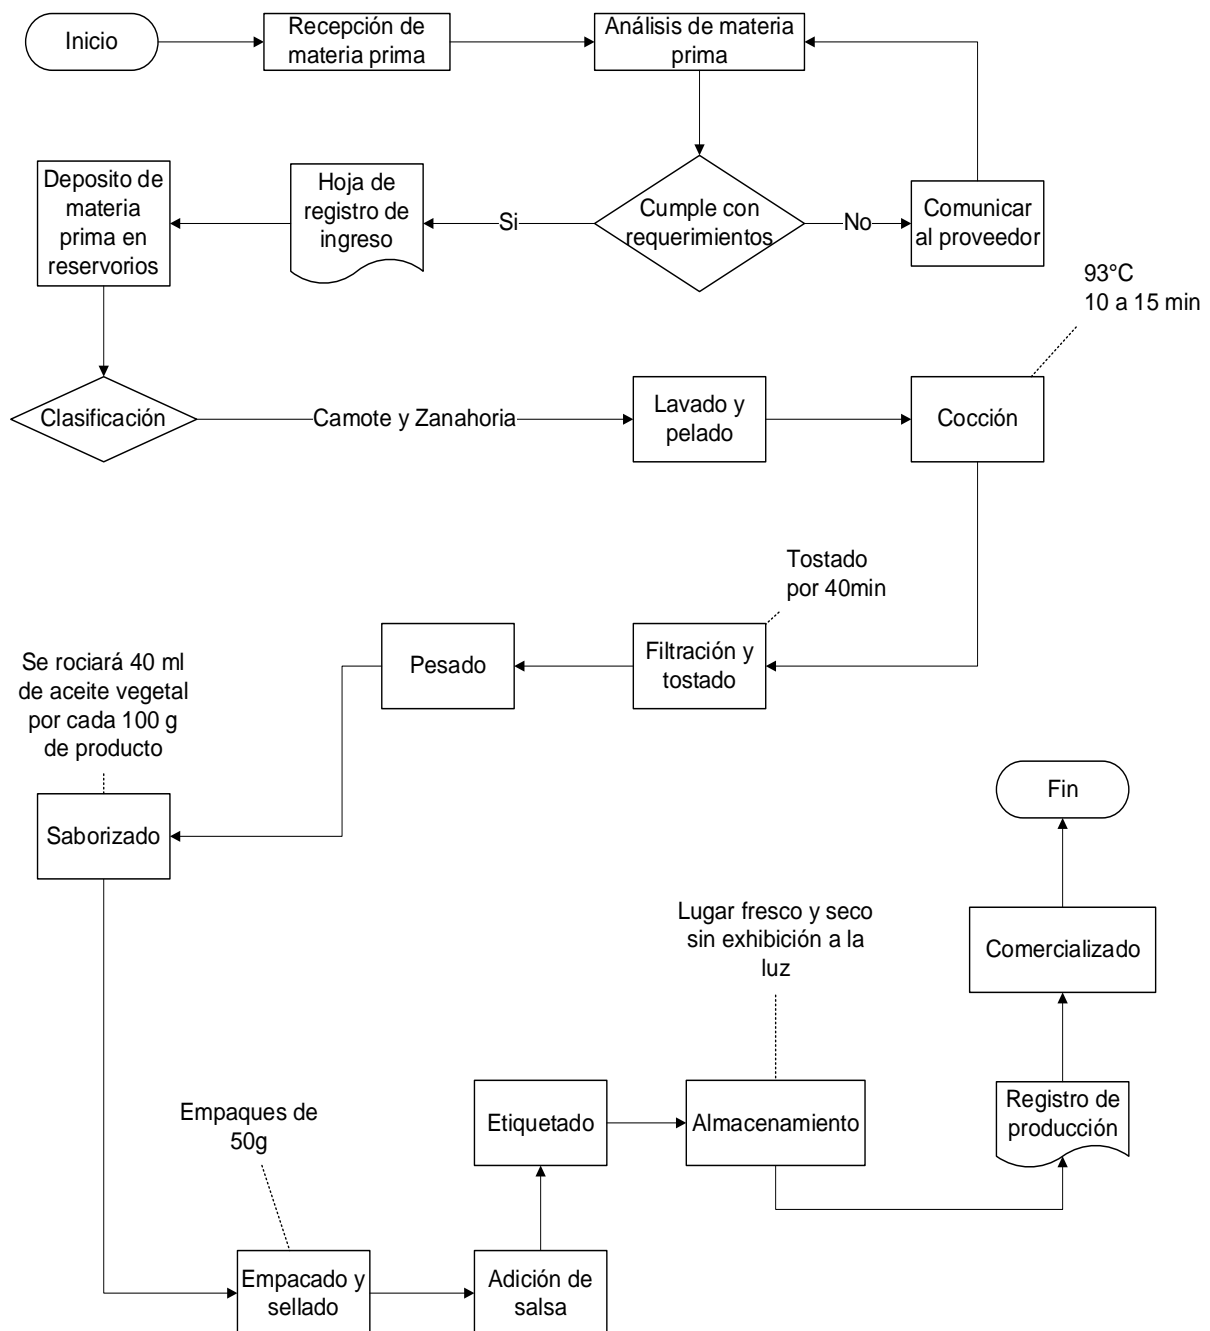 Inicio
Recepción de
materia prima
Análisis de materia
prima
Deposito de
materia
prima en
reservorios
Hoja de
registro de
ingreso
Si
Cumple con
requerimientos
No
Comunicar
al proveedor
93°C
10 a 15 min
Clasificación
Camote y Zanahoria
Lavado y
pelado
Cocción
Tostado
por 40min
Filtración y
tostado
Pesado
Se rociará 40 ml
de aceite vegetal
por cada 100 g
de producto
Saborizado
Fin
Comercializado
Lugar fresco y seco
sin exhibición a la
luz
Registro de
producción
Almacenamiento
Etiquetado
Empaques de
50g
Empacado y
sellado
Adición de
salsa